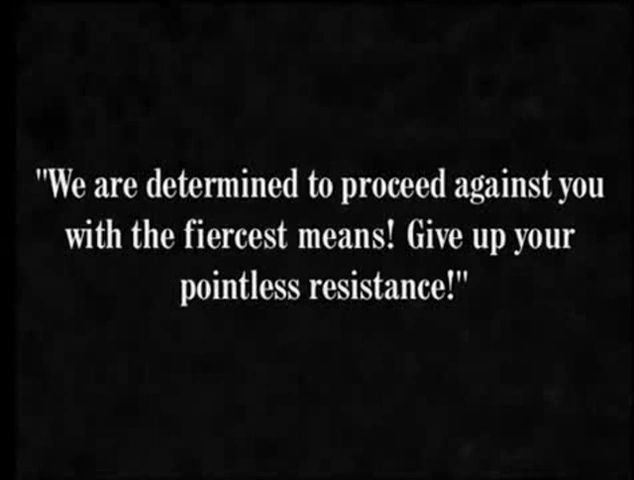 "We are determined to proceed against you
with the fiercest means! Give up your
pointless resistance!"